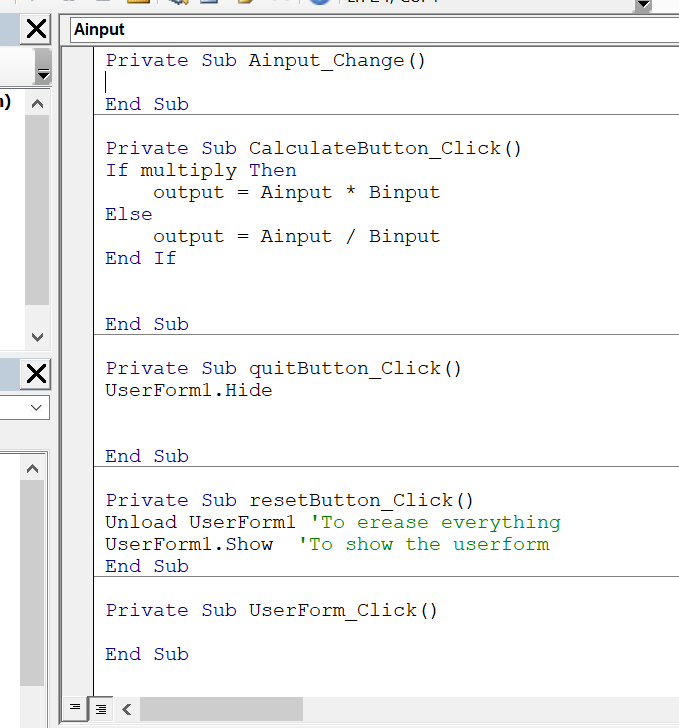 Ainput
Private Sub Ainput_Change()
End Sub
Private Sub CalculateButton_Click()
If multiply Then
output = Ainput * Binput
Else
output = Ainput / Binput
End If
End Sub
Private Sub quitButton_Click()
UserForm1.Hide
End Sub
Private Sub resetButton_Click()
Unload UserForm1 'To erease everything
UserForm1.Show  'To show the userform
End Sub
Private Sub UserForm_Click()
End Sub